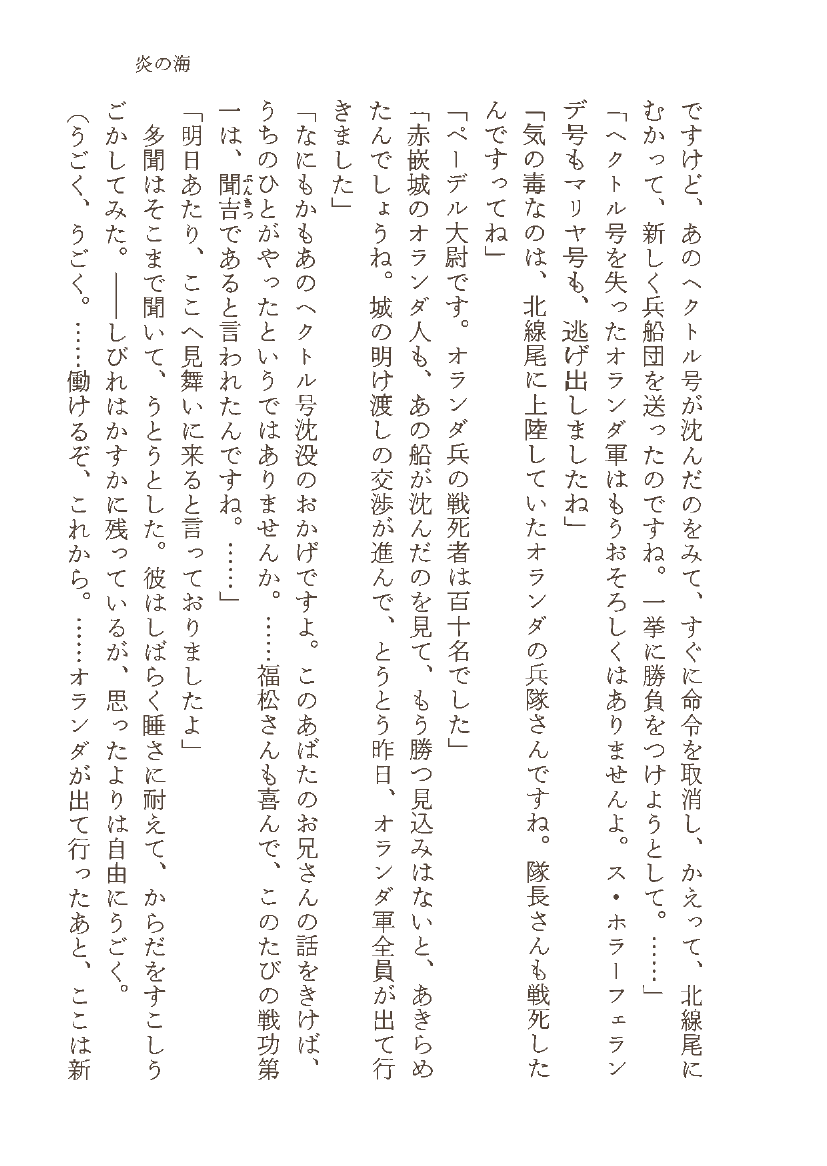 炎の海
ですけど、あのヘクトル号が沈んだのをみて、すぐに命令を取消し、かえって、北線尾に
むかって、新しく兵船団を送ったのですね。一挙に勝負をつけようとして。……」
「ヘクトル号を失ったオランダ軍はもうおそろしくはありませんよ。ス・ホラーフェラン
デ号もマリヤ号も、逃げ出しましたね」
「気の毒なのは、北線尾に上陸していたオランダの兵隊さんですね。隊長さんも戦死した
んですってね」
「ペーデル大尉です。オランダ兵の戦死者は百十名でした」
「赤嵌城のオランダ人も、あの船が沈んだのを見て、もう勝つ見込みはないと、あきらめ
たんでしょうね。城の明け渡しの交渉が進んで、とうとう昨日、オランダ軍全員が出て行
きました」
「なにもかもあのヘクトル号沈没のおかげですよ。このあばたのお兄さんの話をきけば、
うちのひとがやったというではありませんか。……福松さんも喜んで、このたびの戦功第
一は、聞吉ぶんきつであると言われたんですね。……」
「明日あたり、ここへ見舞いに来ると言っておりましたよ」
多聞はそこまで聞いて、うとうとした。彼はしばらく睡さに耐えて、からだをすこしう
ごかしてみた。――しびれはかすかに残っているが、思ったよりは自由にうごく。
（うごく、うごく。……働けるぞ、これから。……オランダが出て行ったあと、ここは新